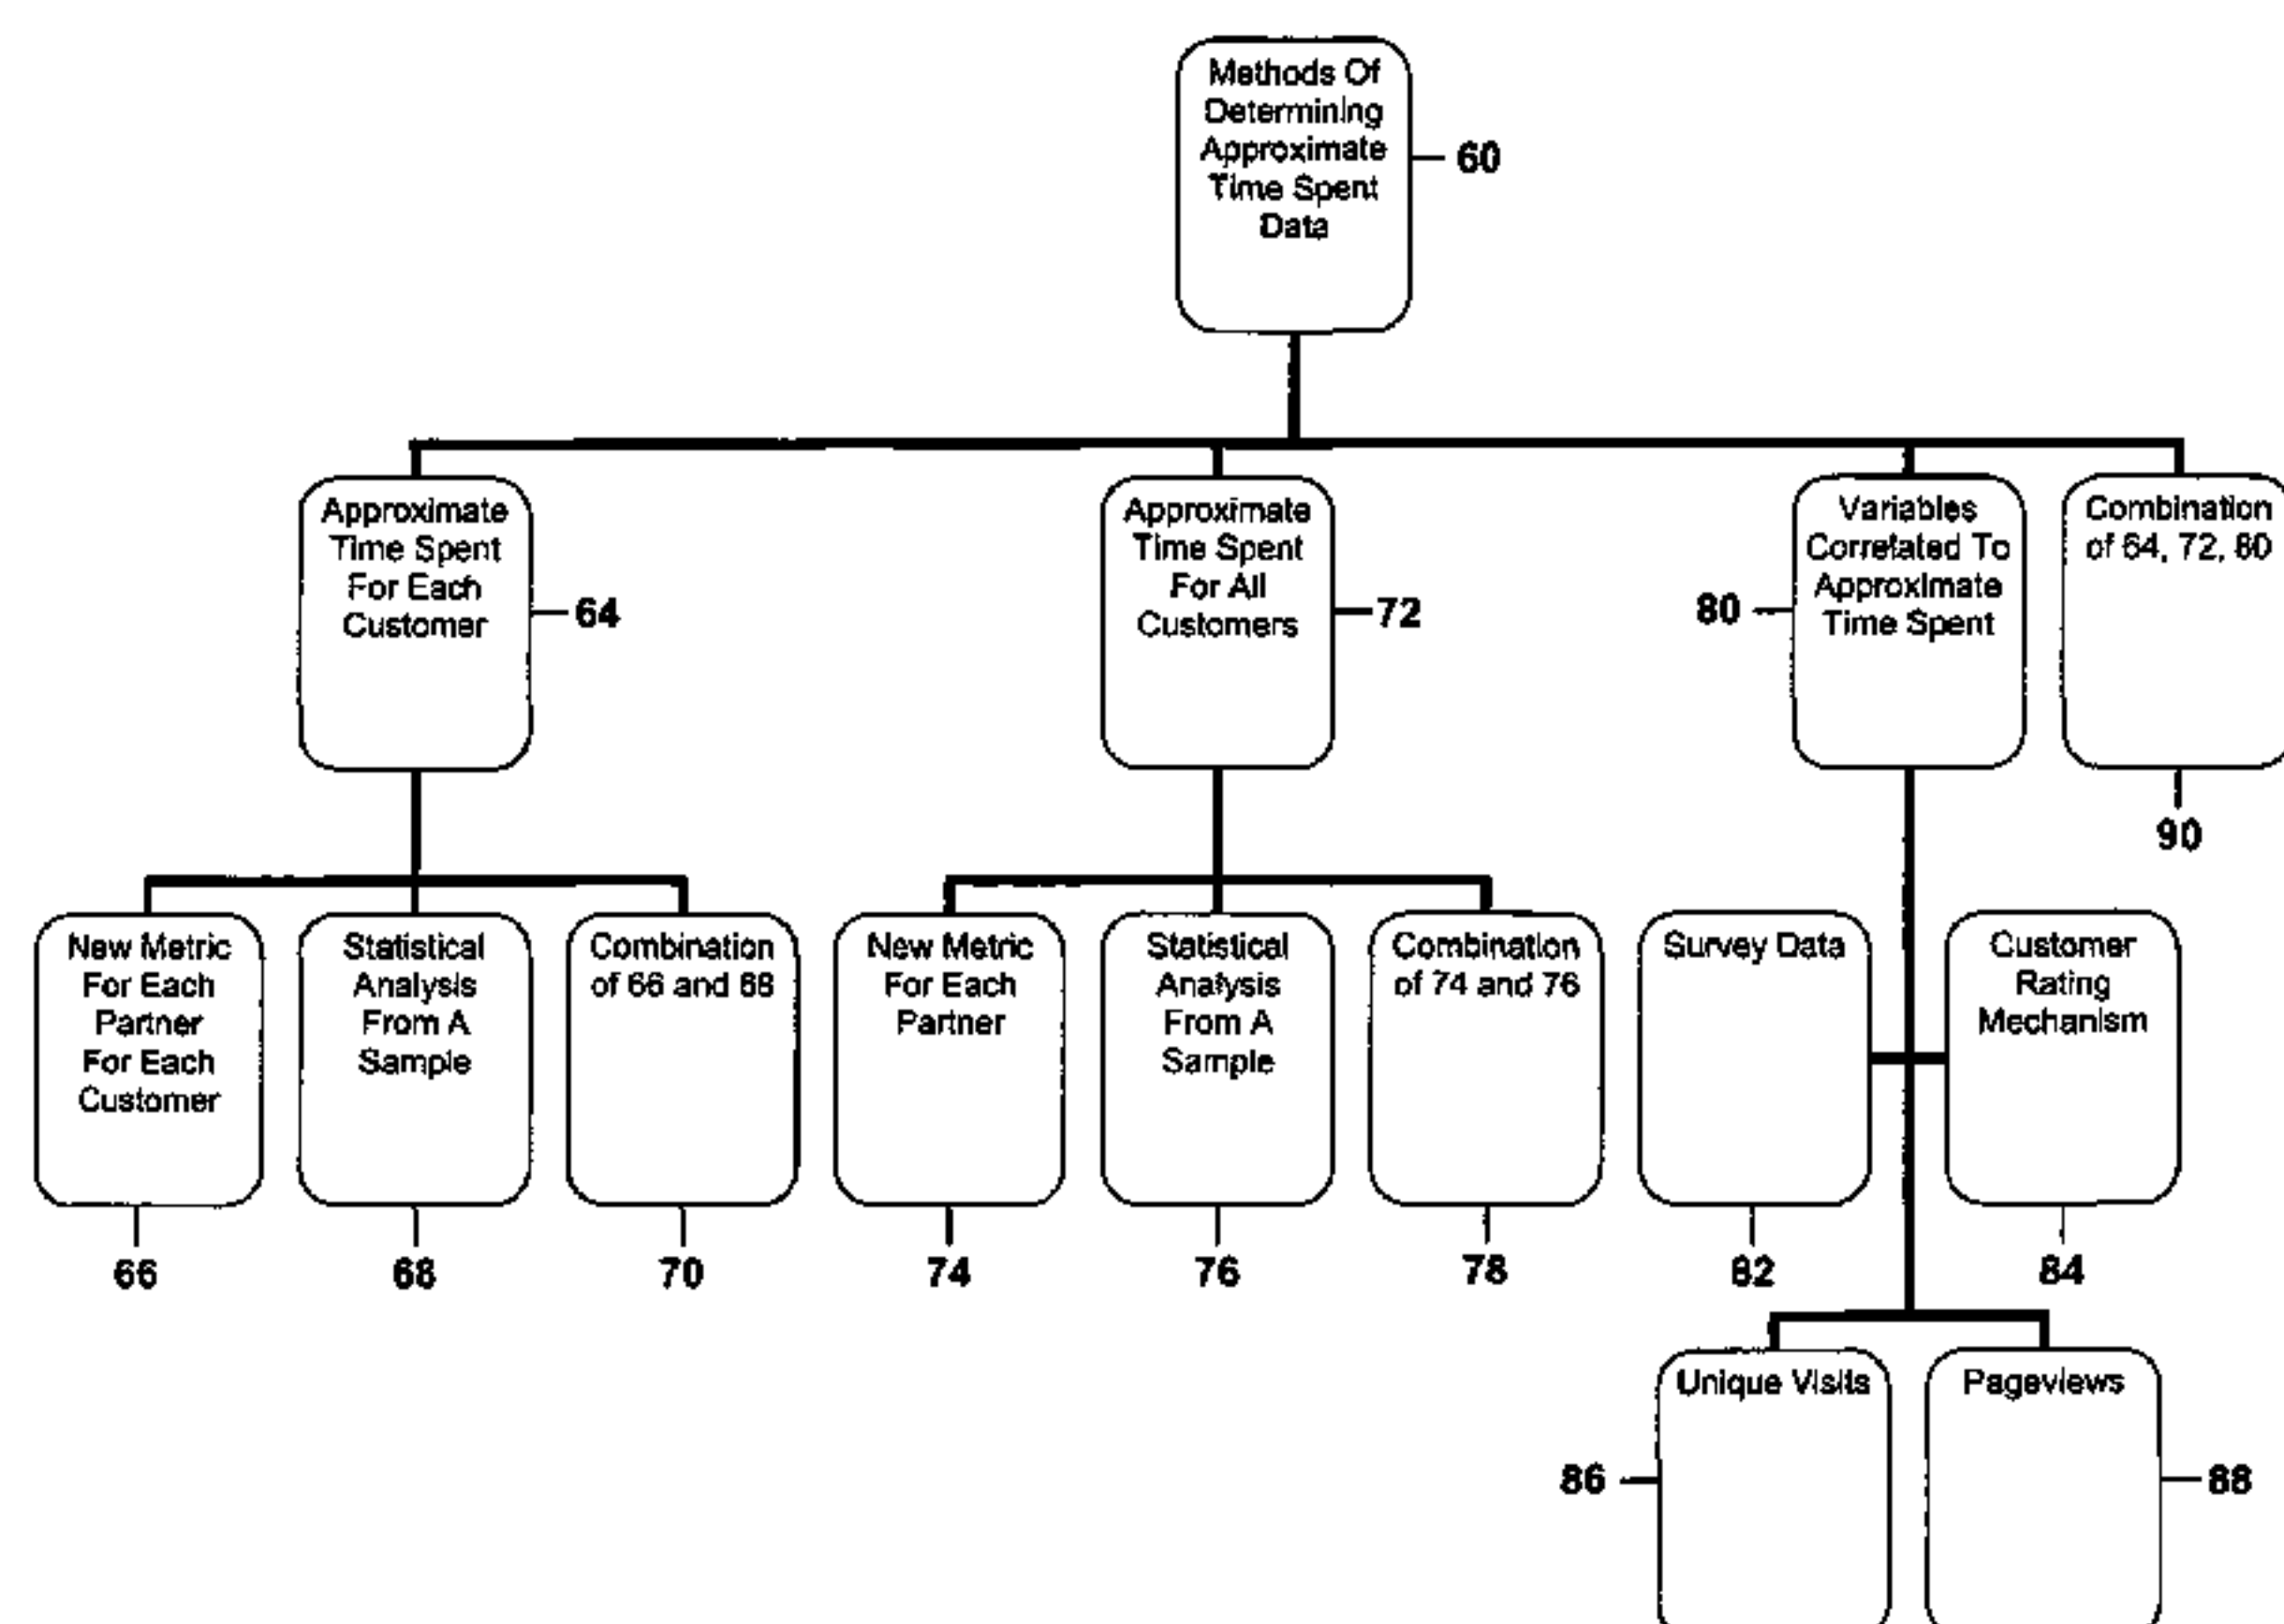 Methods Of
Determining
Approximate
Time Spent
Data
60
Approximate
Time Spent
For Each
Customer
64
Approximate
Time Spent
For All
Customers
72
80
Variables
Correlated To
Approximate
Time Spent
Combination
of 64, 72, 80
90
New Metric
For Each
Partner
For Each
Customer
66
Statistical
Analysis
From A
Sample
68
Combination
of 66 and 68
70
New Metric
For Each
Partner
74
Statistical
Analysis
From A
Sample
76
Combination
of 74 and 76
78
Survey Data
82
Customer
Rating
Mechanism
84
Unique Visits
86
Pageviews
88